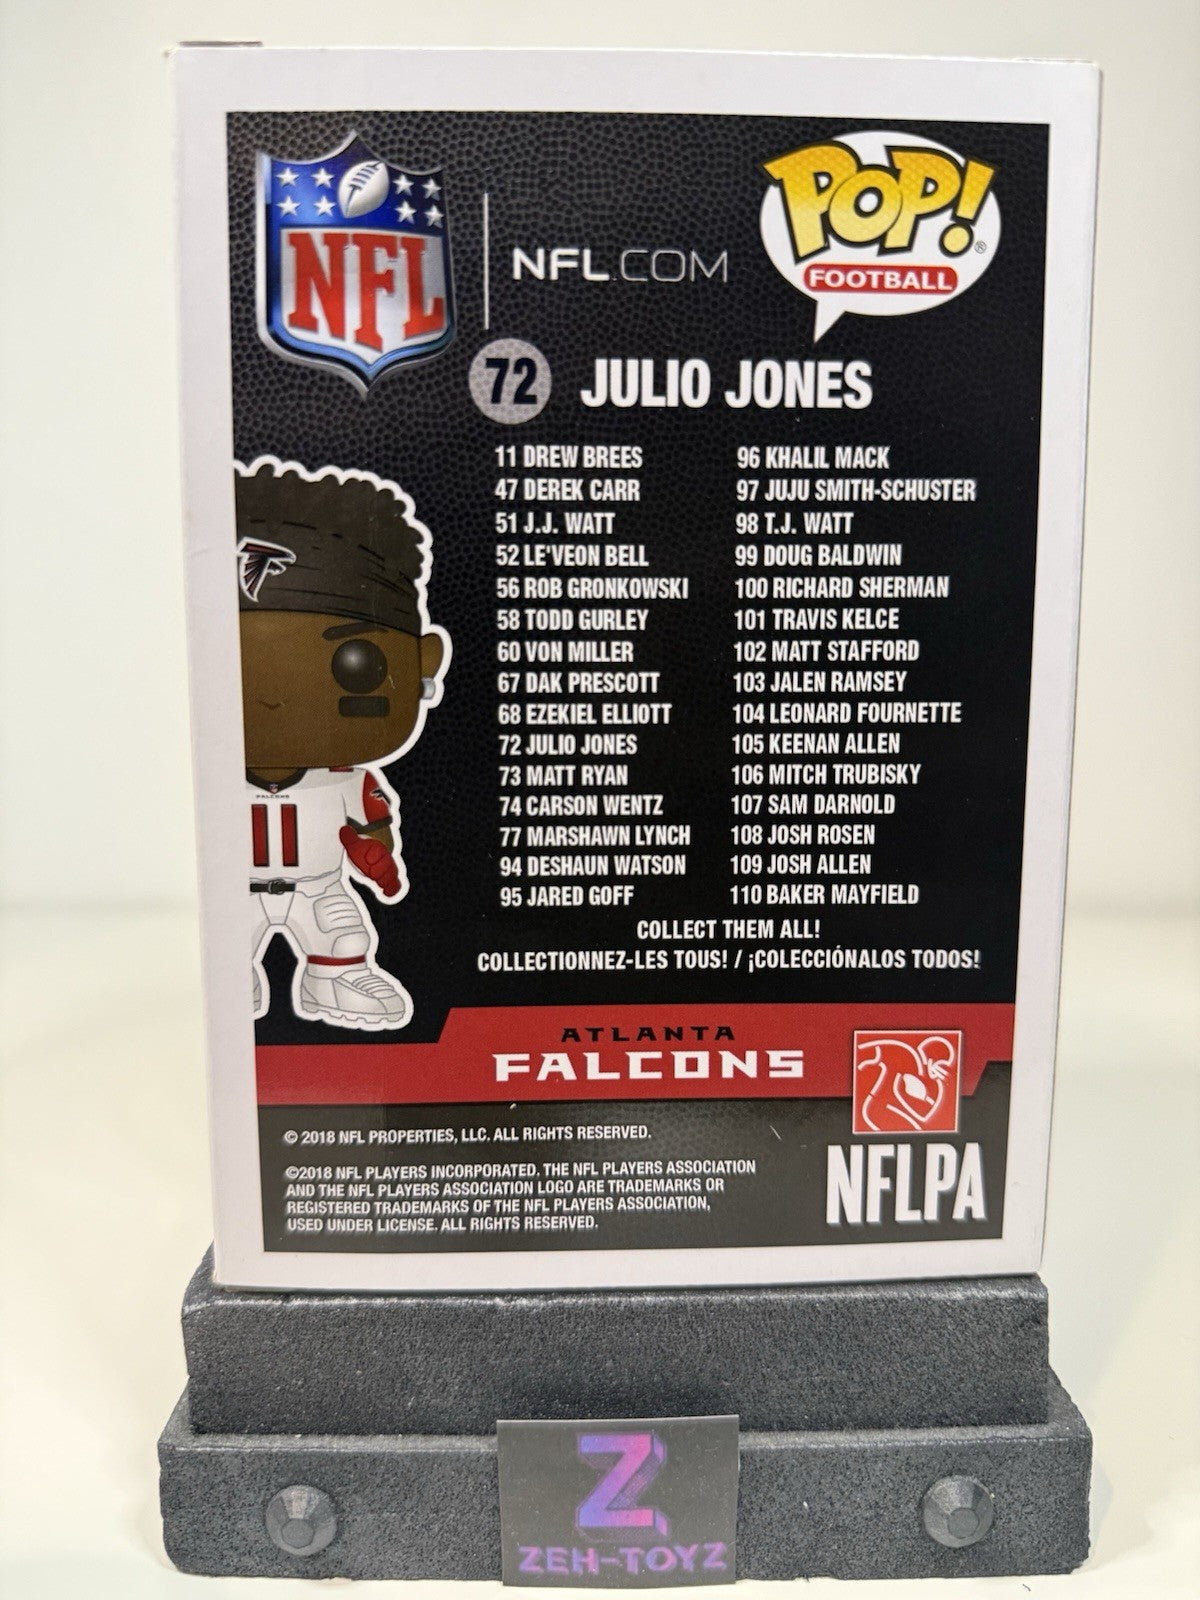 NFL
NFL.COM
POP!
®
FOOTBALL
72 JULIO JONES
11 DREW BREES
47 DEREK CARR
51 J.J. WATT
52 LE'VEON BELL
56 ROB GRONKOWSKI
58 TODD GURLEY
60 VON MILLER
67 DAK PRESCOTT
68 EZEKIEL ELLIOTT
72 JULIO JONES
73 MATT RYAN
74 CARSON WENTZ
77 MARSHAWN LYNCH
94 DESHAUN WATSON
95 JARED GOFF
96 KHALIL MACK
97 JUJU SMITH-SCHUSTER
98 T.J. WATT
99 DOUG BALDWIN
100 RICHARD SHERMAN
101 TRAVIS KELCE
102 MATT STAFFORD
103 JALEN RAMSEY
104 LEONARD FOURNETTE
105 KEENAN ALLEN
106 MITCH TRUBISKY
107 SAM DARNOLD
108 JOSH ROSEN
109 JOSH ALLEN
110 BAKER MAYFIELD
COLLECT THEM ALL!
COLLECTIONNEZ-LES TOUS! / ¡COLECCIÓNALOS TODOS!
FALCONS
11
ATLANTA
FALCONS
© 2018 NFL PROPERTIES, LLC. ALL RIGHTS RESERVED.
©2018 NFL PLAYERS INCORPORATED. THE NFL PLAYERS ASSOCIATION
AND THE NFL PLAYERS ASSOCIATION LOGO ARE TRADEMARKS OR
REGISTERED TRADEMARKS OF THE NFL PLAYERS ASSOCIATION,
USED UNDER LICENSE. ALL RIGHTS RESERVED.
NFLPA
Z
ZEH-TOYZ